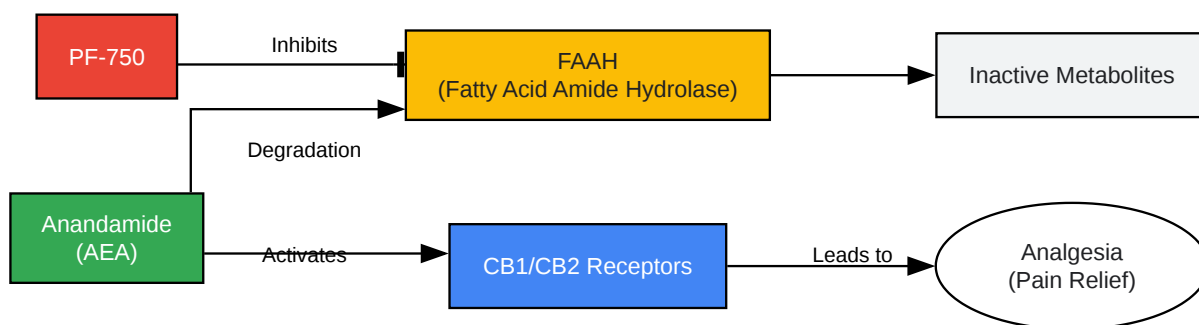 PF-750
Inhibits
FAAH
(Fatty Acid Amide Hydrolase)
Inactive Metabolites
Degradation
Anandamide
(AEA)
Activates
CB1/CB2 Receptors
Leads to
Analgesia
(Pain Relief)